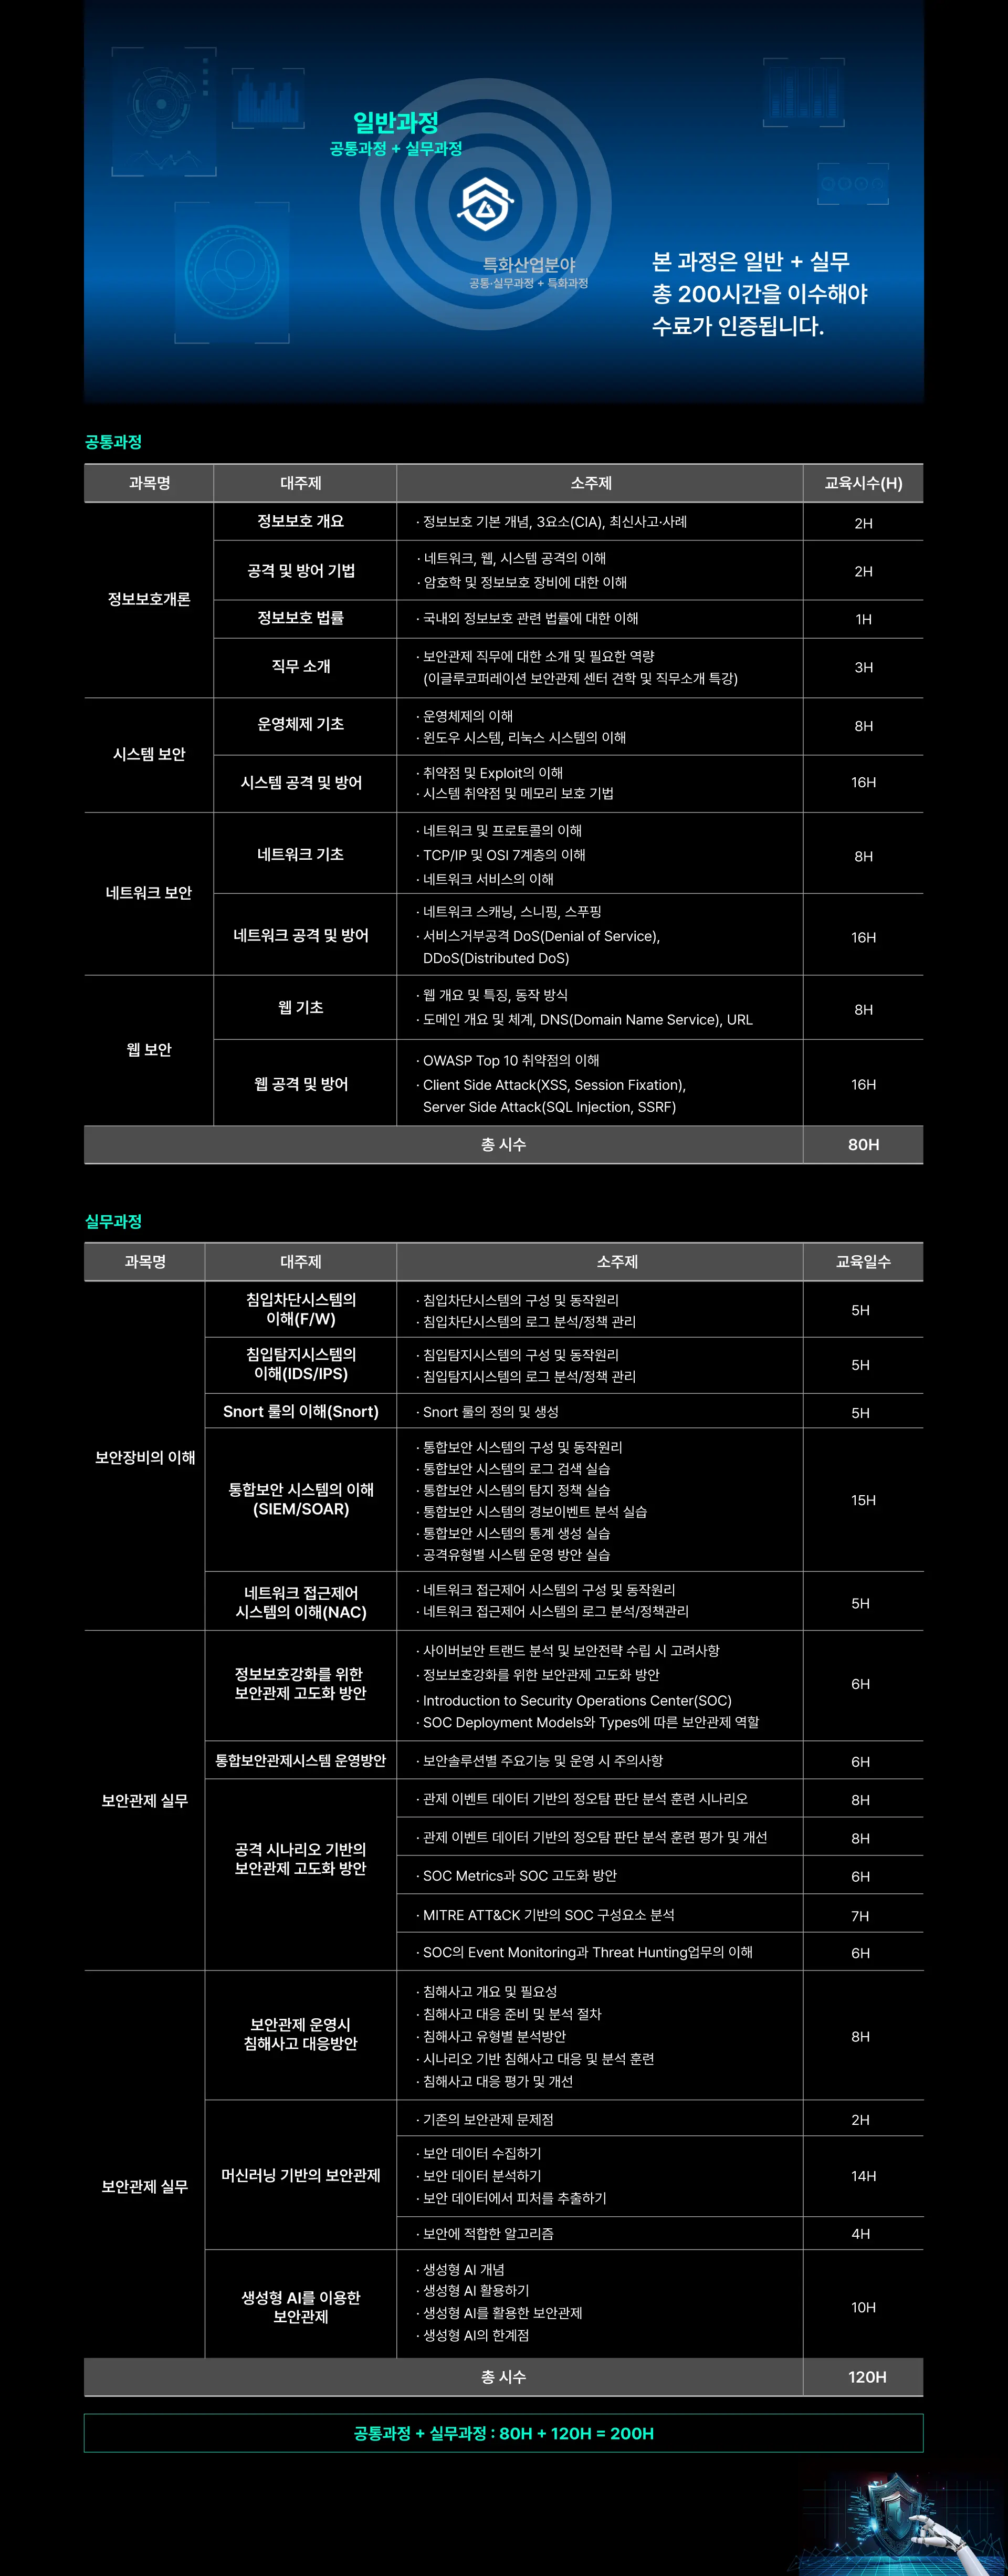 일반과정
공통과정 + 실무과정
특화산업분야
공통·실무과정 + 특화과정
본 과정은 일반 + 실무
총 200시간을 이수해야
수료가 인증됩니다.
공통과정
과목명 대주제 소주제 교육시수(H)
정보보호개론
정보보호 개요
· 정보보호 기본 개념, 3요소(CIA), 최신사고·사례
2H
공격 및 방어 기법
· 네트워크, 웹, 시스템 공격의 이해
· 암호학 및 정보보호 장비에 대한 이해
2H
정보보호 법률
· 국내외 정보보호 관련 법률에 대한 이해
1H
직무 소개
· 보안관제 직무에 대한 소개 및 필요한 역량
(이글루코퍼레이션 보안관제 센터 견학 및 직무소개 특강)
3H
시스템 보안
운영체제 기초
· 운영체제의 이해
· 윈도우 시스템, 리눅스 시스템의 이해
8H
시스템 공격 및 방어
· 취약점 및 Exploit의 이해
· 시스템 취약점 및 메모리 보호 기법
16H
네트워크 보안
네트워크 기초
· 네트워크 및 프로토콜의 이해
· TCP/IP 및 OSI 7계층의 이해
· 네트워크 서비스의 이해
8H
네트워크 공격 및 방어
· 네트워크 스캐닝, 스니핑, 스푸핑
· 서비스거부공격 DoS(Denial of Service),
DDoS(Distributed DoS)
16H
웹 보안
웹 기초
· 웹 개요 및 특징, 동작 방식
· 도메인 개요 및 체계, DNS(Domain Name Service), URL
8H
웹 공격 및 방어
· OWASP Top 10 취약점의 이해
· Client Side Attack(XSS, Session Fixation),
Server Side Attack(SQL Injection, SSRF)
16H
총 시수 80H
실무과정
과목명 대주제 소주제 교육일수
보안장비의 이해
침입차단시스템의
이해(F/W)
· 침입차단시스템의 구성 및 동작원리
· 침입차단시스템의 로그 분석/정책 관리
5H
침입탐지시스템의
이해(IDS/IPS)
· 침입탐지시스템의 구성 및 동작원리
· 침입탐지시스템의 로그 분석/정책 관리
5H
Snort 룰의 이해(Snort)
· Snort 룰의 정의 및 생성
5H
통합보안 시스템의 이해
(SIEM/SOAR)
· 통합보안 시스템의 구성 및 동작원리
· 통합보안 시스템의 로그 검색 실습
· 통합보안 시스템의 탐지 정책 실습
· 통합보안 시스템의 경보이벤트 분석 실습
· 통합보안 시스템의 통계 생성 실습
· 공격유형별 시스템 운영 방안 실습
15H
네트워크 접근제어
시스템의 이해(NAC)
· 네트워크 접근제어 시스템의 구성 및 동작원리
· 네트워크 접근제어 시스템의 로그 분석/정책관리
5H
보안관제 실무
정보보호강화를 위한
보안관제 고도화 방안
· 사이버보안 트랜드 분석 및 보안전략 수립 시 고려사항
· 정보보호강화를 위한 보안관제 고도화 방안
· Introduction to Security Operations Center(SOC)
· SOC Deployment Models와 Types에 따른 보안관제 역할
6H
통합보안관제시스템 운영방안
· 보안솔루션별 주요기능 및 운영 시 주의사항
6H
공격 시나리오 기반의
보안관제 고도화 방안
· 관제 이벤트 데이터 기반의 정오탐 판단 분석 훈련 시나리오
8H
· 관제 이벤트 데이터 기반의 정오탐 판단 분석 훈련 평가 및 개선
8H
· SOC Metrics과 SOC 고도화 방안
6H
· MITRE ATT&CK 기반의 SOC 구성요소 분석
7H
· SOC의 Event Monitoring과 Threat Hunting업무의 이해
6H
보안관제 실무
보안관제 운영시
침해사고 대응방안
· 침해사고 개요 및 필요성
· 침해사고 대응 준비 및 분석 절차
· 침해사고 유형별 분석방안
· 시나리오 기반 침해사고 대응 및 분석 훈련
· 침해사고 대응 평가 및 개선
8H
머신러닝 기반의 보안관제
· 기존의 보안관제 문제점
2H
· 보안 데이터 수집하기
· 보안 데이터 분석하기
· 보안 데이터에서 피처를 추출하기
14H
· 보안에 적합한 알고리즘
4H
생성형 AI를 이용한
보안관제
· 생성형 AI 개념
· 생성형 AI 활용하기
· 생성형 AI를 활용한 보안관제
· 생성형 AI의 한계점
10H
총 시수 120H
공통과정 + 실무과정 : 80H + 120H = 200H